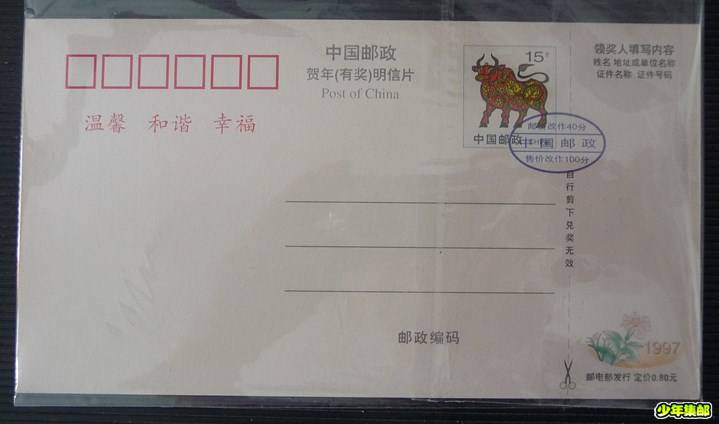 中国邮政
贺年(有奖)明信片
Post of China
温馨 和谐 幸福
15分
中国邮政
邮资改作40分
中国邮政
售价改作100分
领奖人填写内容
姓名 地址或单位名称
证件名称 证件号码
自行剪下兑奖无效
邮政编码
1997
邮电部发行 定价0.80元
少年集邮